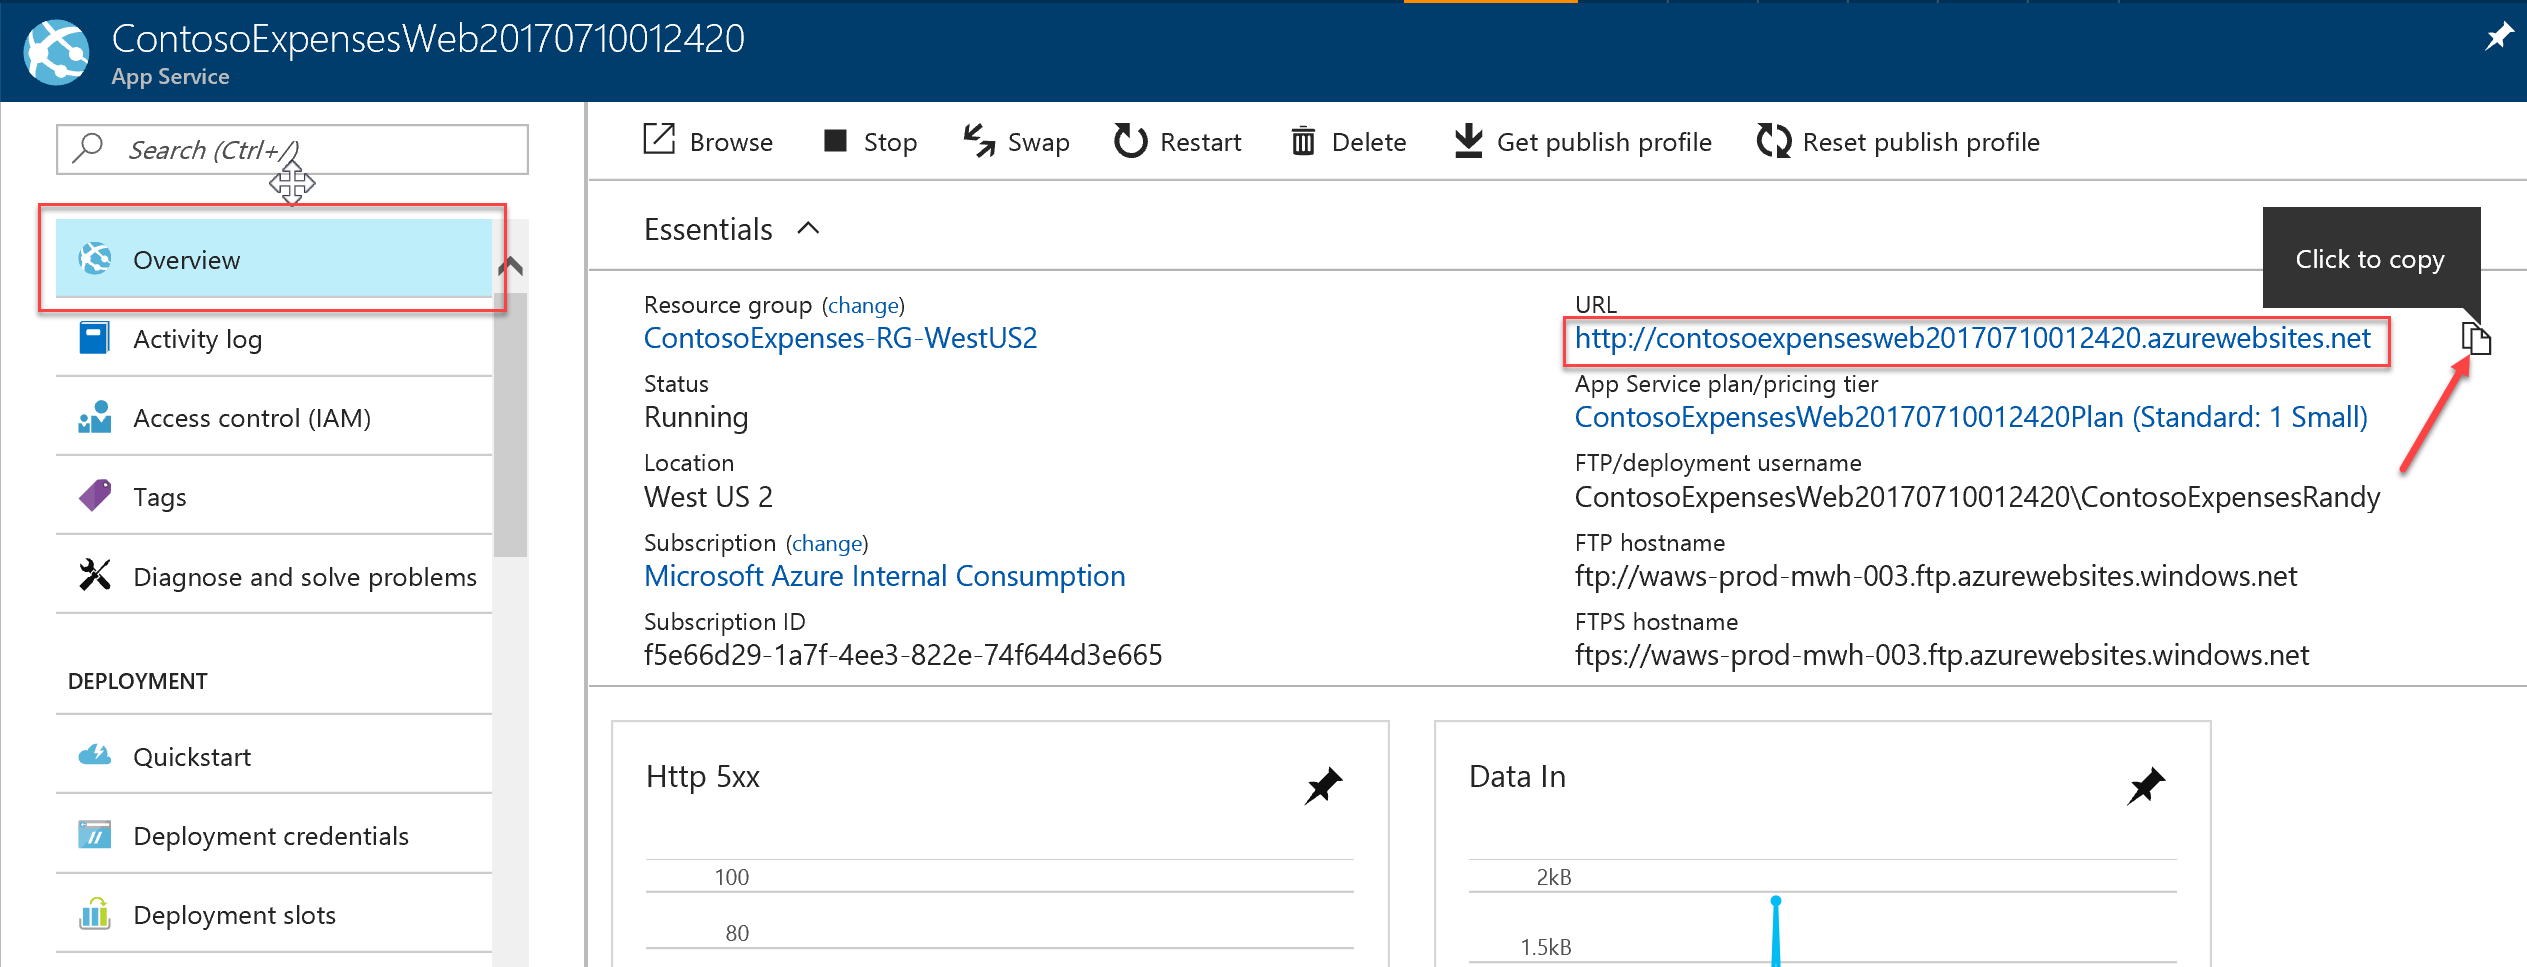 ContosoExpensesWeb20170710012420
App Service
Search (Ctrl+/)
Overview
Activity log
Access control (IAM)
Tags
Diagnose and solve problems
DEPLOYMENT
Quickstart
Deployment credentials
Deployment slots
Browse Stop Swap Restart Delete Get publish profile Reset publish profile
Essentials
Click to copy
Resource group (change)
ContosoExpenses-RG-WestUS2
Status
Running
Location
West US 2
Subscription (change)
Microsoft Azure Internal Consumption
Subscription ID
f5e66d29-1a7f-4ee3-822e-74f644d3e665
URL
http://contosoexpensesweb20170710012420.azurewebsites.net
App Service plan/pricing tier
ContosoExpensesWeb20170710012420Plan (Standard: 1 Small)
FTP/deployment username
ContosoExpensesWeb20170710012420\ContosoExpensesRandy
FTP hostname
ftp://waws-prod-mwh-003.ftp.azurewebsites.windows.net
FTPS hostname
ftps://waws-prod-mwh-003.ftp.azurewebsites.windows.net
Http 5xx
100
80
Data In
2kB
1.5kB